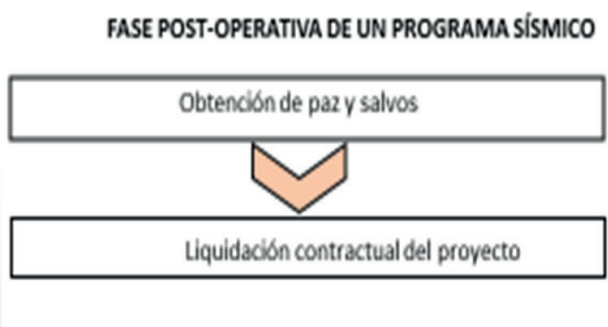 FASE POST-OPERATIVA DE UN PROGRAMA SÍSMICO
Obtención de paz y salvos
Liquidación contractual del proyecto